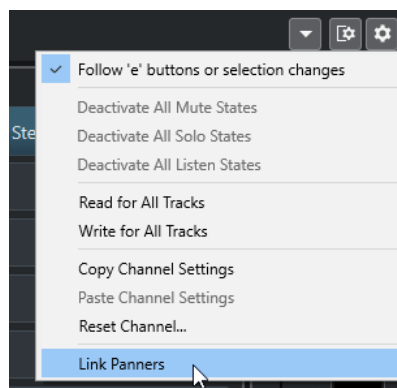 Follow 'e' buttons or selection changes
Deactivate All Mute States
Ste
Deactivate All Solo States
Deactivate All Listen States
Read for All Tracks
Write for All Tracks
Copy Channel Settings
Paste Channel Settings
Reset Channel...
Link Panners